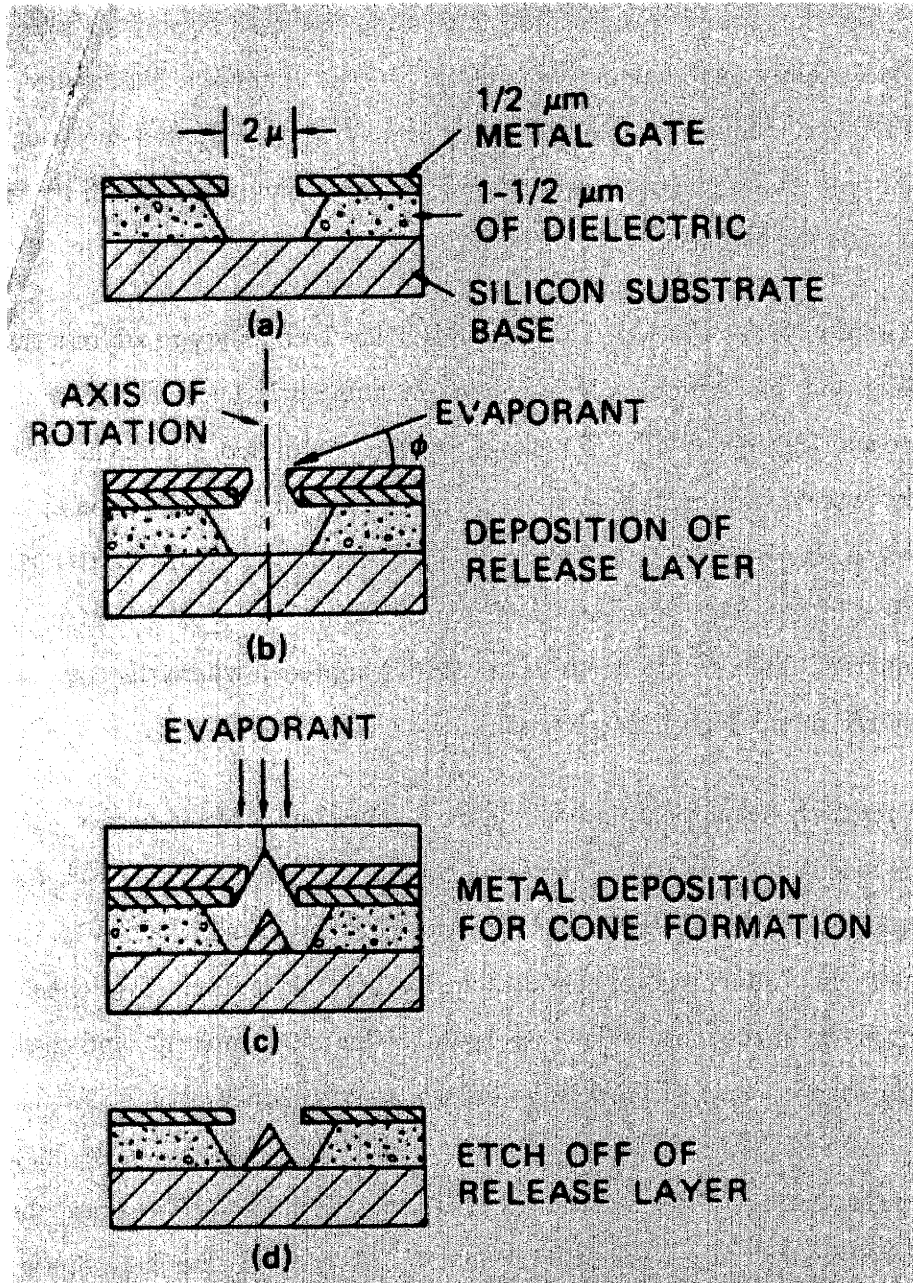 2 μ
1/2 μm
METAL GATE
1-1/2 μm
OF DIELECTRIC
SILICON SUBSTRATE
BASE
(a)
AXIS OF
ROTATION
EVAPORANT
ϕ
DEPOSITION OF
RELEASE LAYER
(b)
EVAPORANT
METAL DEPOSITION
FOR CONE FORMATION
(c)
ETCH OFF OF
RELEASE LAYER
(d)